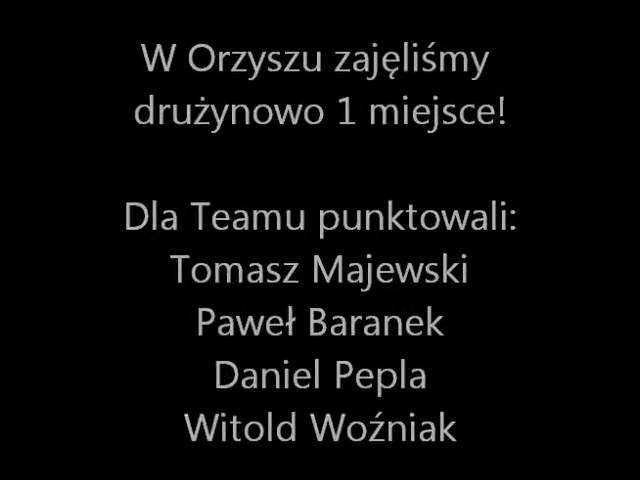 W Orzyszu zajęliśmy
drużynowo 1 miejsce!
Dla Teamu punktowali:
Tomasz Majewski
Paweł Baranek
Daniel Pepla
Witold Woźniak